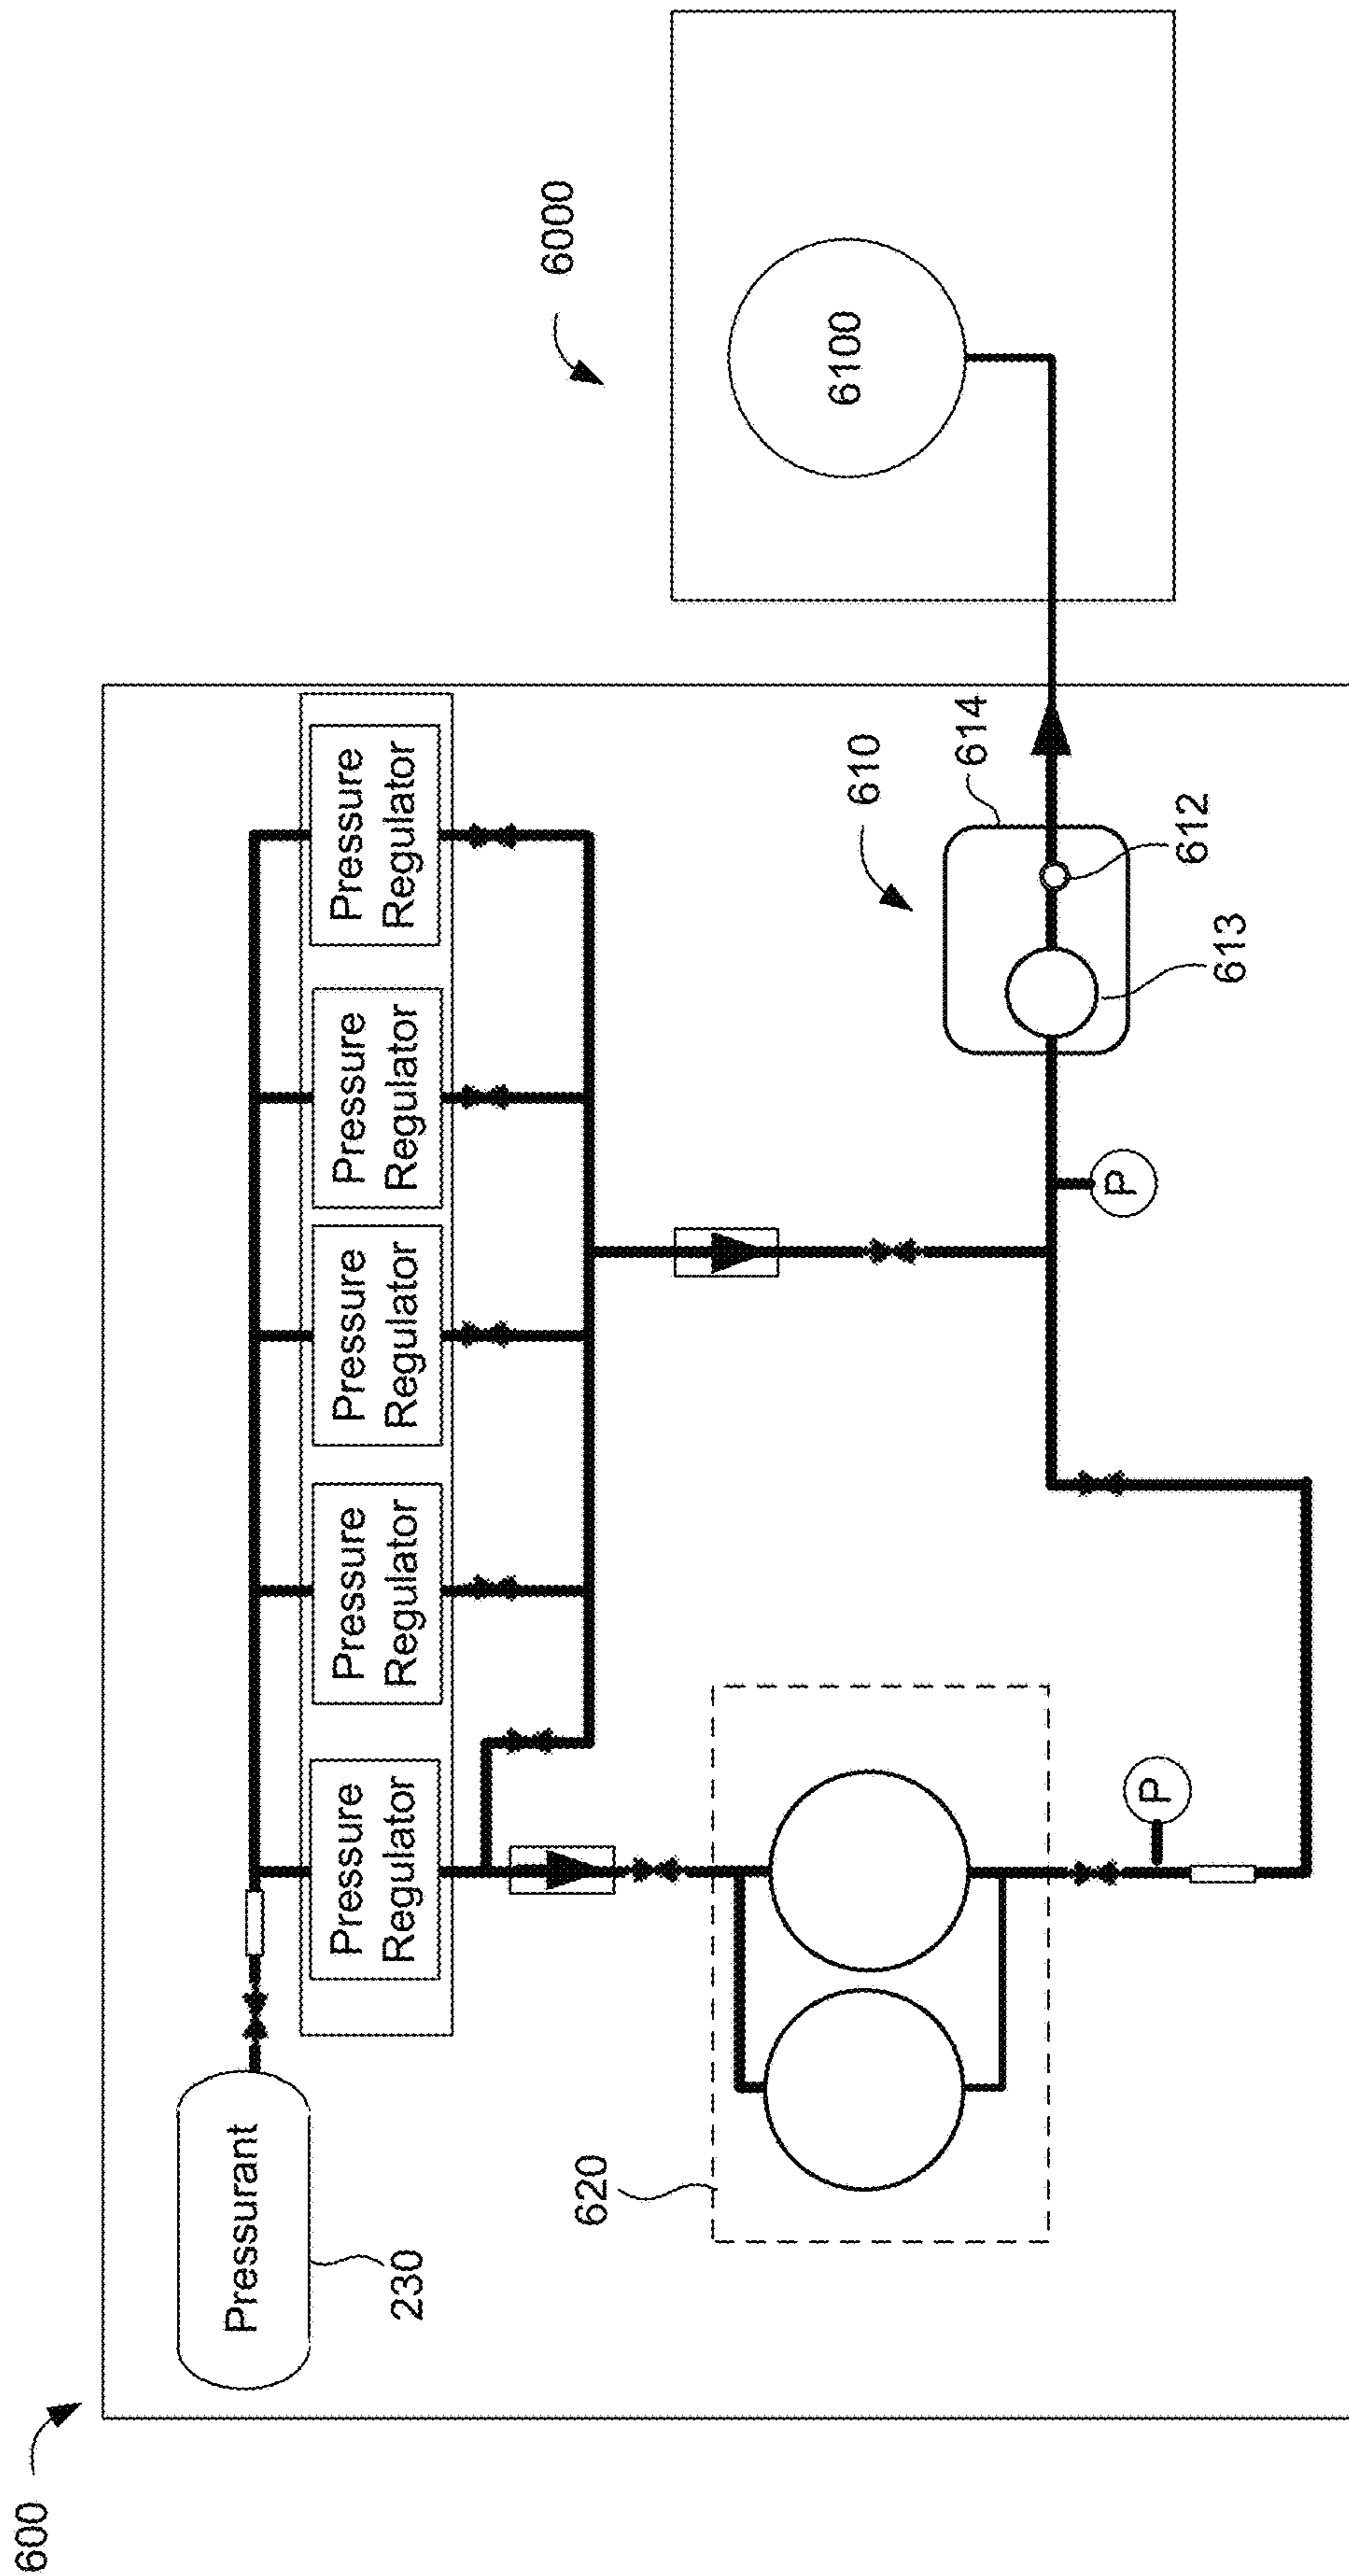 600
Pressurant
230
Pressure
Regulator
Pressure
Regulator
Pressure
Regulator
Pressure
Regulator
Pressure
Regulator
620
P
P
610
614
612
613
6000
6100